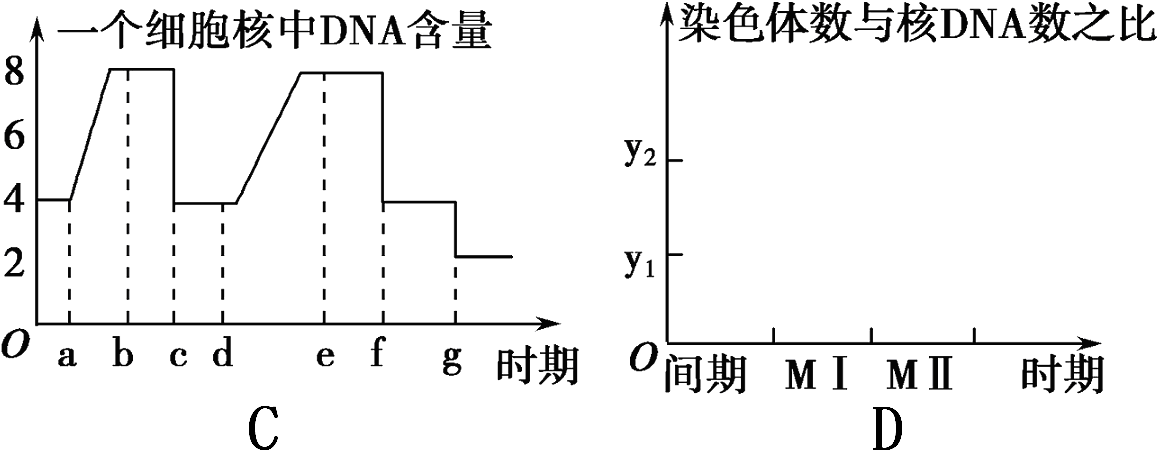 一个细胞核中DNA含量
8
6
4
2
O
a b c d e f g 时期
C
染色体数与核DNA数之比
y2
y1
O
间期 MⅠ MⅡ 时期
D